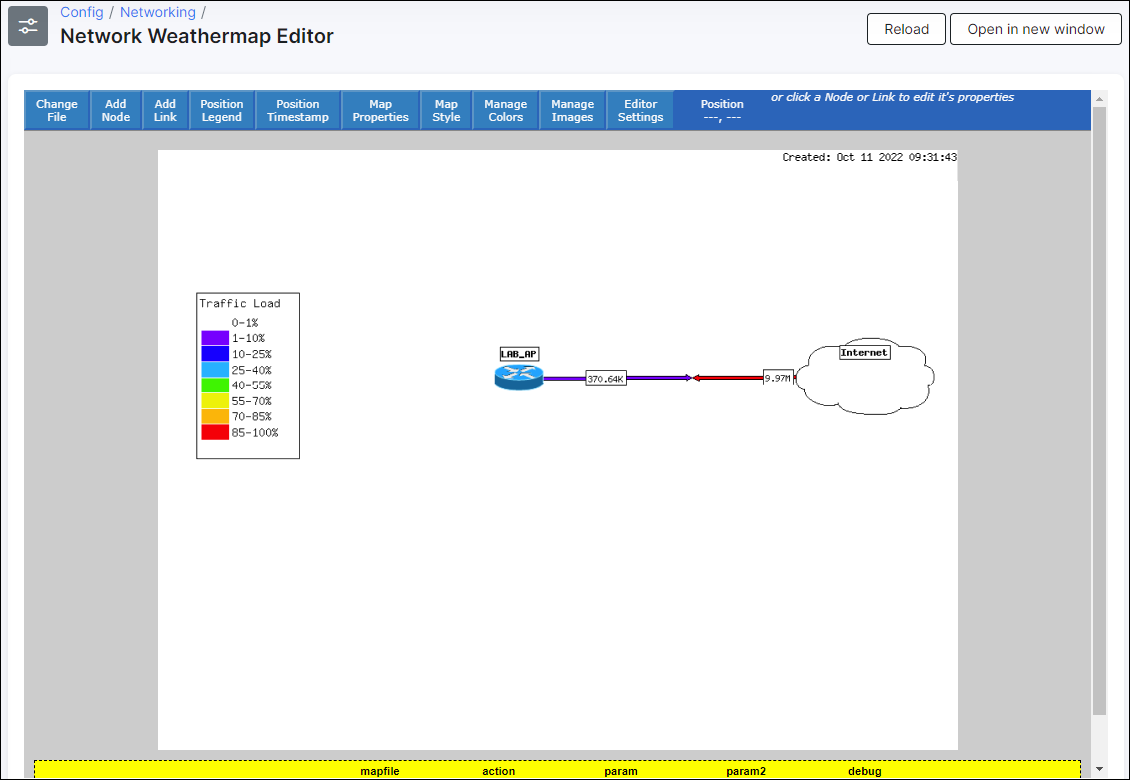 Config / Networking /
Network Weathermap Editor
Reload
Open in new window
Change File
Add Node
Add Link
Position Legend
Position Timestamp
Map Properties
Map Style
Manage Colors
Manage Images
Editor Settings
Position
---, ---
or click a Node or Link to edit it's properties
Created: Oct 11 2022 09:31:43
Traffic Load
0-1%
1-10%
10-25%
25-40%
40-55%
55-70%
70-85%
85-100%
LAB_AP
370.64K
9.97M
Internet
mapfile action param param2 debug